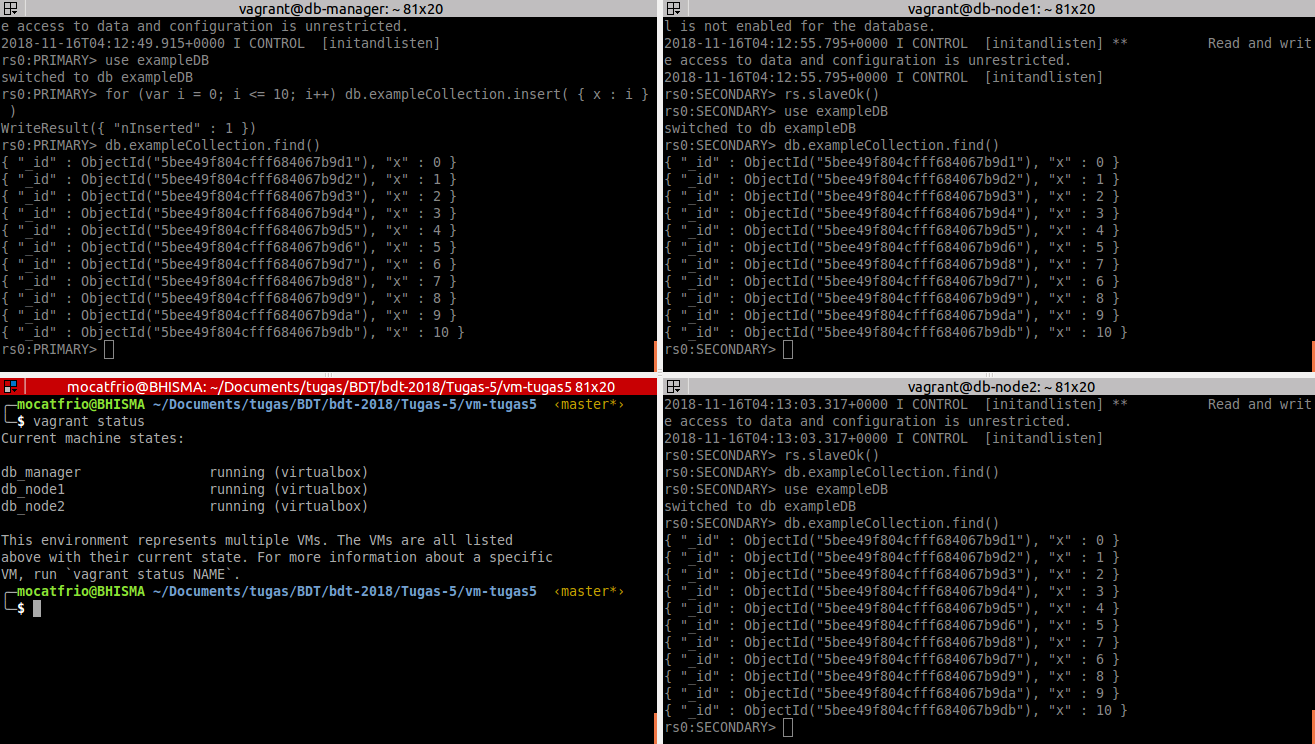 vagrant@db-manager: ~ 81x20
e access to data and configuration is unrestricted.
2018-11-16T04:12:49.915+0000 I CONTROL  [initandlisten]
rs0:PRIMARY> use exampleDB
switched to db exampleDB
rs0:PRIMARY> for (var i = 0; i <= 10; i++) db.exampleCollection.insert( { x : i }
 )
WriteResult({ "nInserted" : 1 })
rs0:PRIMARY> db.exampleCollection.find()
{ "_id" : ObjectId("5bee49f804cfff684067b9d1"), "x" : 0 }
{ "_id" : ObjectId("5bee49f804cfff684067b9d2"), "x" : 1 }
{ "_id" : ObjectId("5bee49f804cfff684067b9d3"), "x" : 2 }
{ "_id" : ObjectId("5bee49f804cfff684067b9d4"), "x" : 3 }
{ "_id" : ObjectId("5bee49f804cfff684067b9d5"), "x" : 4 }
{ "_id" : ObjectId("5bee49f804cfff684067b9d6"), "x" : 5 }
{ "_id" : ObjectId("5bee49f804cfff684067b9d7"), "x" : 6 }
{ "_id" : ObjectId("5bee49f804cfff684067b9d8"), "x" : 7 }
{ "_id" : ObjectId("5bee49f804cfff684067b9d9"), "x" : 8 }
{ "_id" : ObjectId("5bee49f804cfff684067b9da"), "x" : 9 }
{ "_id" : ObjectId("5bee49f804cfff684067b9db"), "x" : 10 }
rs0:PRIMARY>
vagrant@db-node1: ~ 81x20
l is not enabled for the database.
2018-11-16T04:12:55.795+0000 I CONTROL  [initandlisten] **          Read and writ
e access to data and configuration is unrestricted.
2018-11-16T04:12:55.795+0000 I CONTROL  [initandlisten]
rs0:SECONDARY> rs.slaveOk()
rs0:SECONDARY> use exampleDB
switched to db exampleDB
rs0:SECONDARY> db.exampleCollection.find()
{ "_id" : ObjectId("5bee49f804cfff684067b9d1"), "x" : 0 }
{ "_id" : ObjectId("5bee49f804cfff684067b9d2"), "x" : 1 }
{ "_id" : ObjectId("5bee49f804cfff684067b9d3"), "x" : 2 }
{ "_id" : ObjectId("5bee49f804cfff684067b9d4"), "x" : 3 }
{ "_id" : ObjectId("5bee49f804cfff684067b9d5"), "x" : 4 }
{ "_id" : ObjectId("5bee49f804cfff684067b9d6"), "x" : 5 }
{ "_id" : ObjectId("5bee49f804cfff684067b9d8"), "x" : 7 }
{ "_id" : ObjectId("5bee49f804cfff684067b9d7"), "x" : 6 }
{ "_id" : ObjectId("5bee49f804cfff684067b9d9"), "x" : 8 }
{ "_id" : ObjectId("5bee49f804cfff684067b9da"), "x" : 9 }
{ "_id" : ObjectId("5bee49f804cfff684067b9db"), "x" : 10 }
rs0:SECONDARY>
mocatfrio@BHISMA: ~/Documents/tugas/BDT/bdt-2018/Tugas-5/vm-tugas5 81x20
╭─mocatfrio@BHISMA ~/Documents/tugas/BDT/bdt-2018/Tugas-5/vm-tugas5  ‹master*›
╰─$ vagrant status
Current machine states:
db_manager                running (virtualbox)
db_node1                  running (virtualbox)
db_node2                  running (virtualbox)
This environment represents multiple VMs. The VMs are all listed
above with their current state. For more information about a specific
VM, run `vagrant status NAME`.
╭─mocatfrio@BHISMA ~/Documents/tugas/BDT/bdt-2018/Tugas-5/vm-tugas5  ‹master*›
╰─$
vagrant@db-node2: ~ 81x20
2018-11-16T04:13:03.317+0000 I CONTROL  [initandlisten] **          Read and writ
e access to data and configuration is unrestricted.
2018-11-16T04:13:03.317+0000 I CONTROL  [initandlisten]
rs0:SECONDARY> rs.slaveOk()
rs0:SECONDARY> db.exampleCollection.find()
rs0:SECONDARY> use exampleDB
switched to db exampleDB
rs0:SECONDARY> db.exampleCollection.find()
{ "_id" : ObjectId("5bee49f804cfff684067b9d1"), "x" : 0 }
{ "_id" : ObjectId("5bee49f804cfff684067b9d2"), "x" : 1 }
{ "_id" : ObjectId("5bee49f804cfff684067b9d3"), "x" : 2 }
{ "_id" : ObjectId("5bee49f804cfff684067b9d4"), "x" : 3 }
{ "_id" : ObjectId("5bee49f804cfff684067b9d5"), "x" : 4 }
{ "_id" : ObjectId("5bee49f804cfff684067b9d6"), "x" : 5 }
{ "_id" : ObjectId("5bee49f804cfff684067b9d8"), "x" : 7 }
{ "_id" : ObjectId("5bee49f804cfff684067b9d7"), "x" : 6 }
{ "_id" : ObjectId("5bee49f804cfff684067b9d9"), "x" : 8 }
{ "_id" : ObjectId("5bee49f804cfff684067b9da"), "x" : 9 }
{ "_id" : ObjectId("5bee49f804cfff684067b9db"), "x" : 10 }
rs0:SECONDARY>